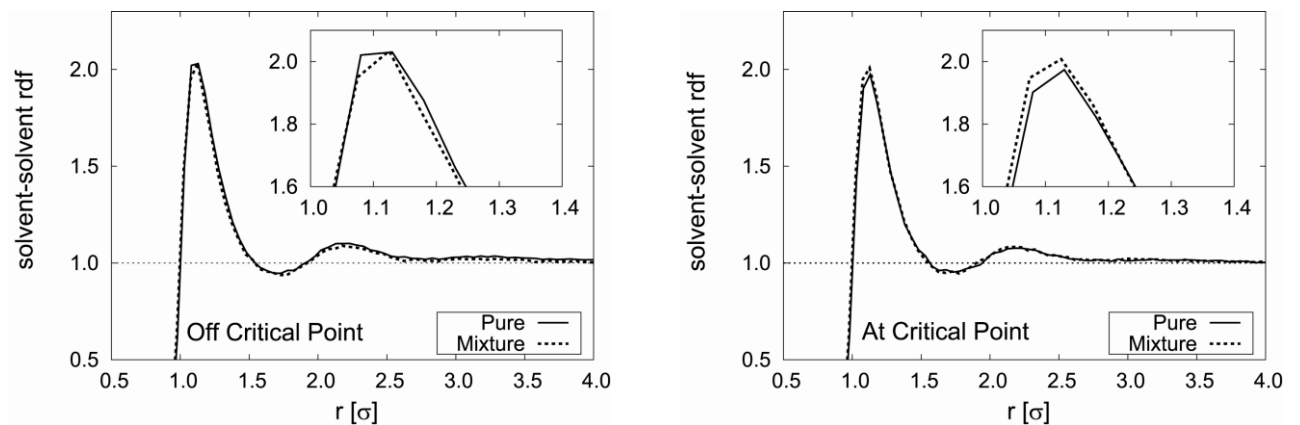 solvent-solvent rdf
2.0
1.5
1.0
0.5
0.5 1.0 1.5 2.0 2.5 3.0 3.5 4.0
r [σ]
2.0
1.8
1.6
1.0 1.1 1.2 1.3 1.4
Off Critical Point
Pure
Mixture
solvent-solvent rdf
2.0
1.5
1.0
0.5
0.5 1.0 1.5 2.0 2.5 3.0 3.5 4.0
r [σ]
2.0
1.8
1.6
1.0 1.1 1.2 1.3 1.4
At Critical Point
Pure
Mixture